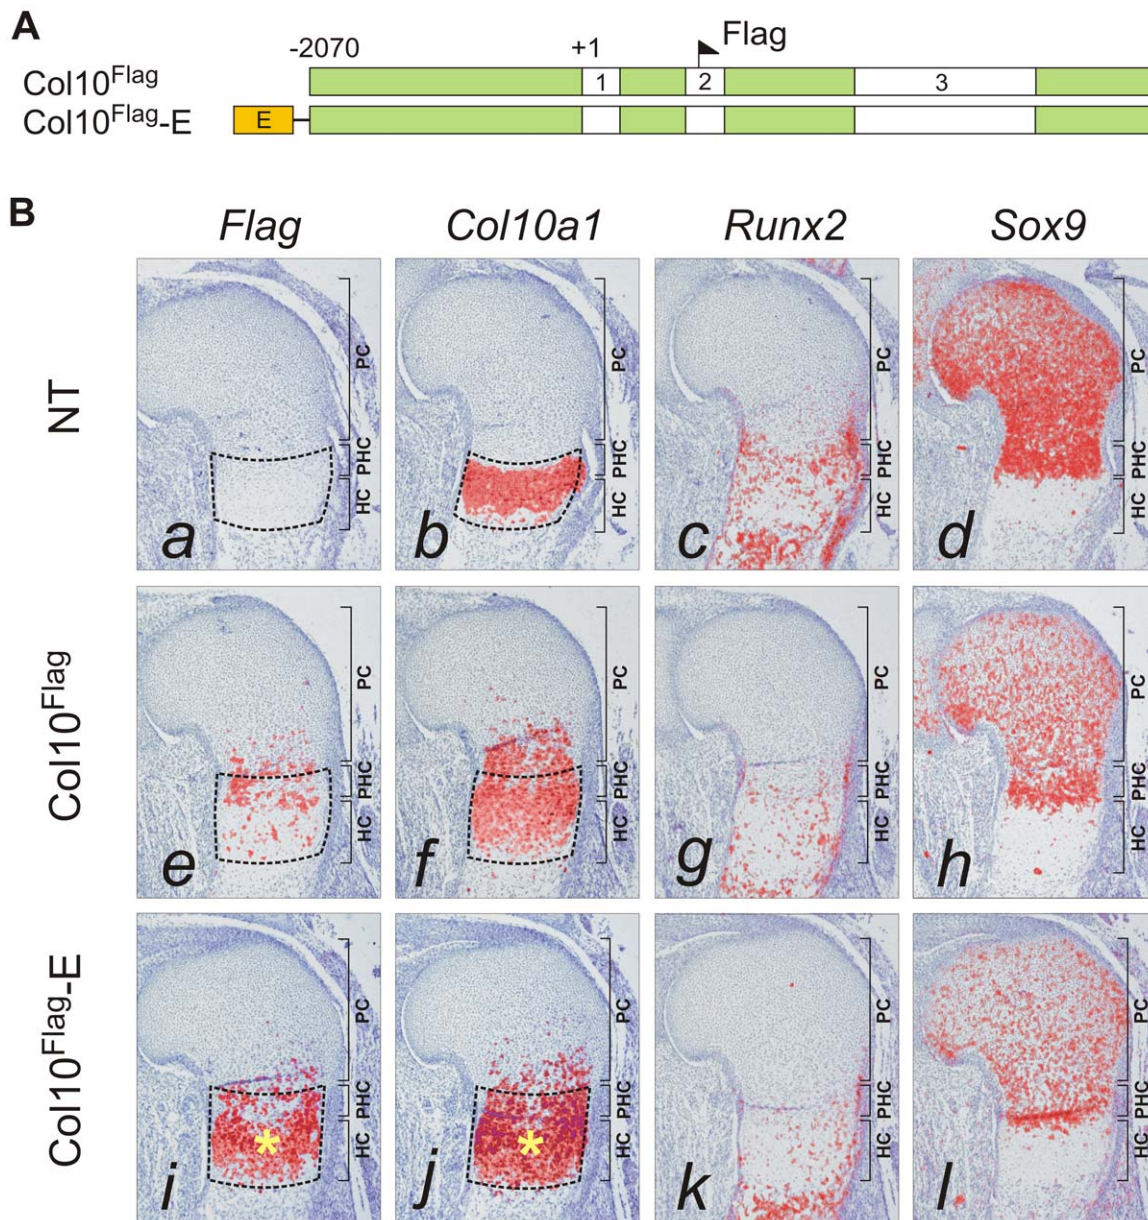 A
-2070
+1
Flag
Col10Flag
1
2
3
Col10Flag-E
E
B
Flag
Col10a1
Runx2
Sox9
NT
PC
PHC
HC
a
PC
PHC
HC
b
PC
PHC
HC
c
PC
PHC
HC
d
Col10Flag
PC
PHC
HC
e
PC
PHC
HC
f
PC
PHC
HC
g
PC
PHC
HC
h
Col10Flag-E
PC
PHC
HC
*
i
PC
PHC
HC
*
j
PC
PHC
HC
k
PC
PHC
HC
l